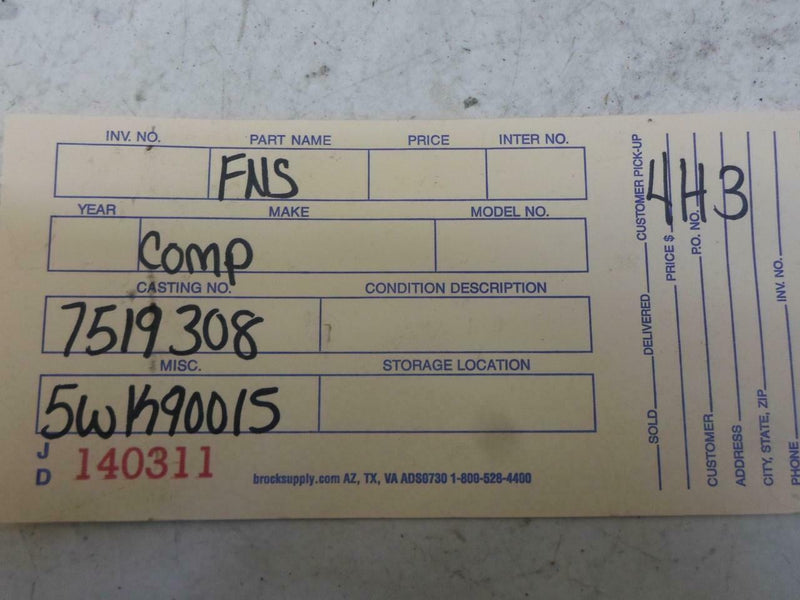 INV. NO. PART NAME PRICE INTER NO.
FNS
YEAR MAKE MODEL NO.
Comp
CASTING NO. CONDITION DESCRIPTION
7519308
MISC. STORAGE LOCATION
5WK90015
J D 140311
brocksupply.com AZ, TX, VA ADS0730 1-800-528-4400
4H3
SOLD DELIVERED CUSTOMER PICK-UP
PRICE $
CUSTOMER P.O. NO.
ADDRESS
CITY, STATE, ZIP
PHONE INV. NO.